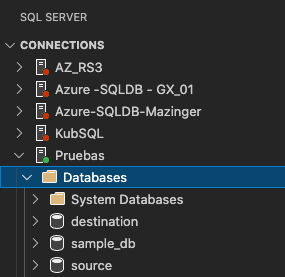 SQL SERVER
CONNECTIONS
AZ_RS3
Azure -SQLDB - GX_01
Azure-SQLDB-Mazinger
KubSQL
Pruebas
Databases
System Databases
destination
sample_db
source